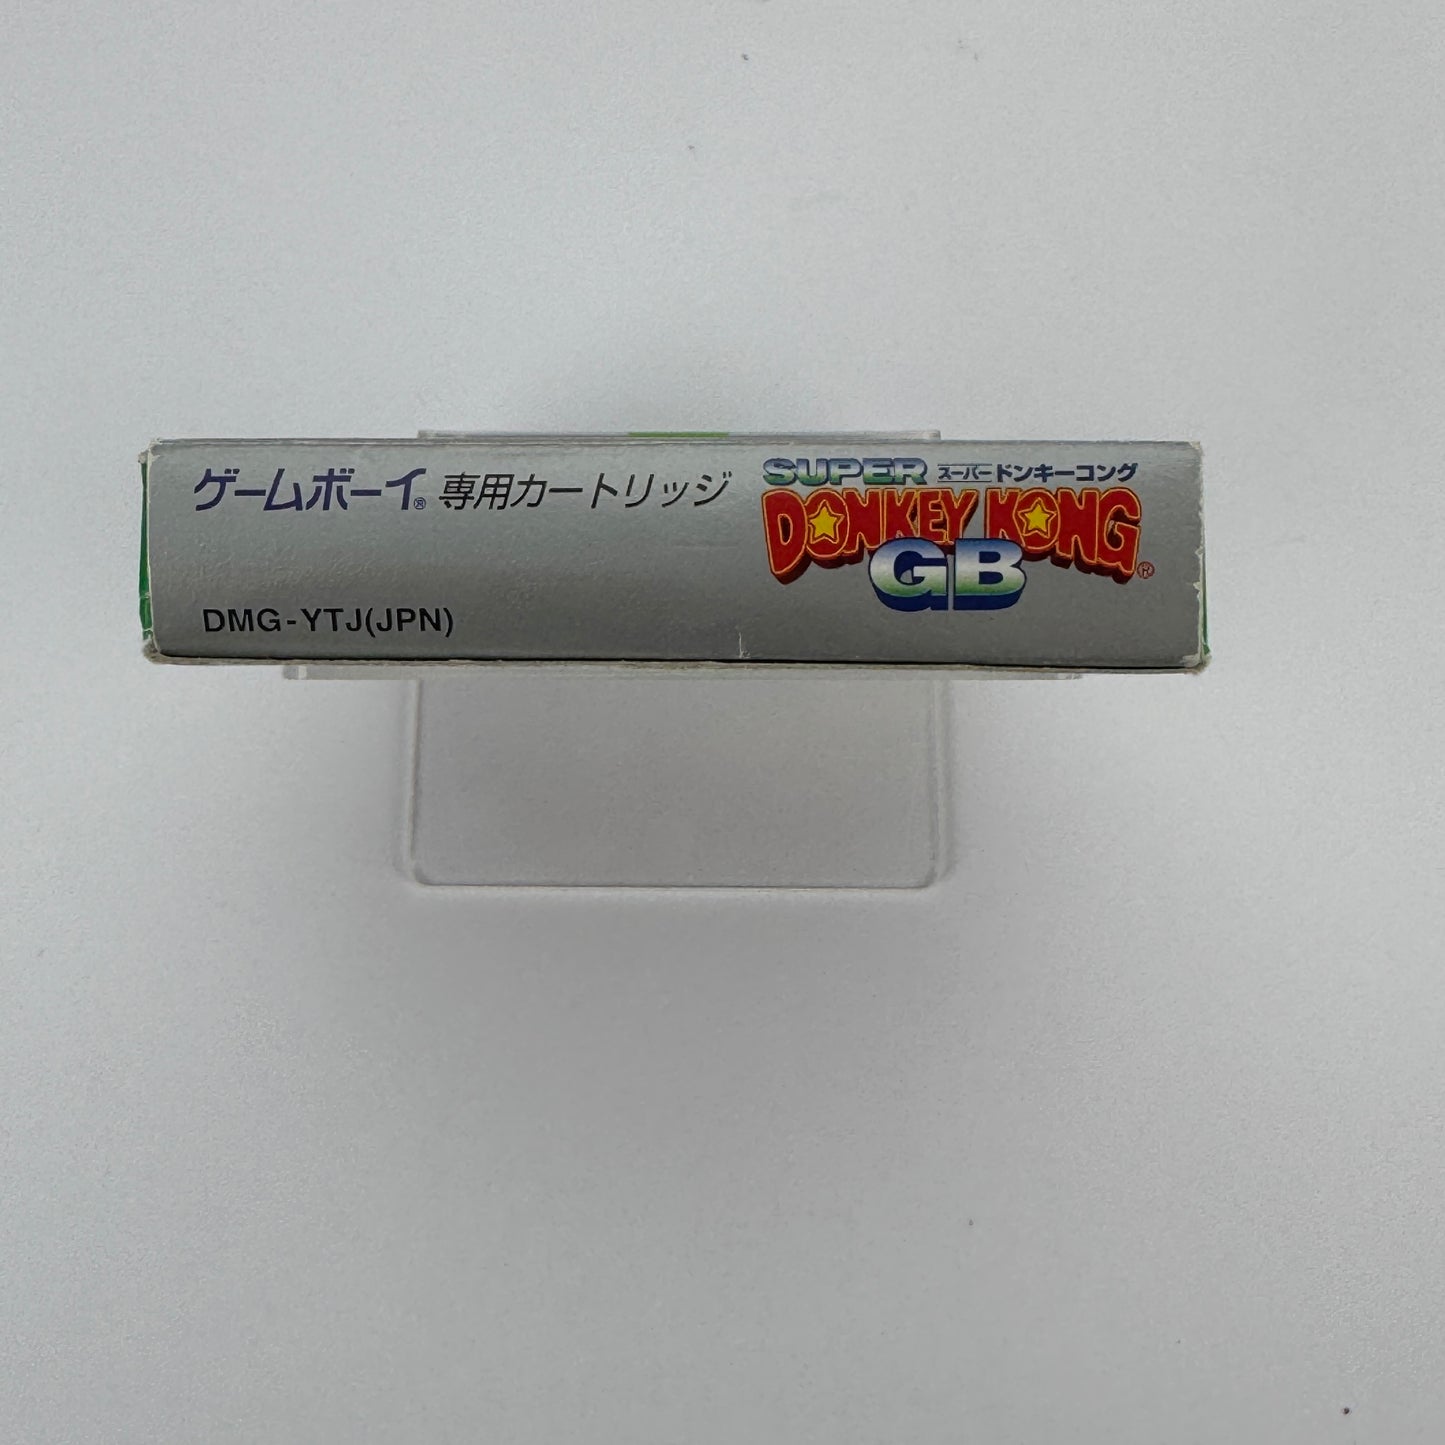 ゲームボーイ® 専用カートリッジ
DMG-YTJ(JPN)
SUPER スーパードンキーコング
DONKEY KONG®
GB